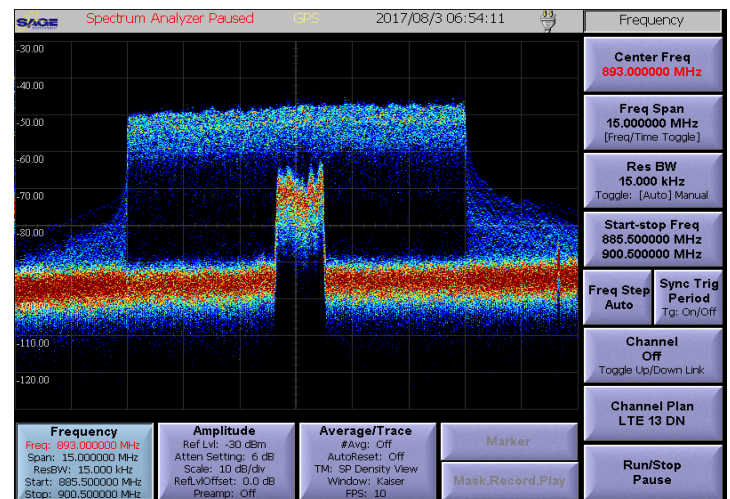 SAGE
Spectrum Analyzer Paused
GPS
2017/08/3 06:54:11
Frequency
-30.00
-40.00
-50.00
-60.00
-70.00
-80.00
-110.00
-120.00
Center Freq
893.000000 MHz
Freq Span
15.000000 MHz
[Freq/Time Toggle]
Res BW
15.000 kHz
Toggle: [Auto] Manual
Start-stop Freq
885.500000 MHz
900.500000 MHz
Freq Step
Auto
Sync Trig
Period
Tg: On/Off
Channel
Off
Toggle Up/Down Link
Channel Plan
LTE 13 DN
Run/Stop
Pause
Frequency
Freq: 893.000000 MHz
Span: 15.000000 MHz
ResBW: 15.000 kHz
Start: 885.500000 MHz
Stop: 900.500000 MHz
Amplitude
Ref Lvl: -30 dBm
Atten Setting: 6 dB
Scale: 10 dB/div
RefLvlOffset: 0.0 dB
Preamp: Off
Average/Trace
#Avg: Off
AutoReset: Off
TM: SP Density View
Window: Kaiser
FPS: 10
Marker
Mask,Record,Play